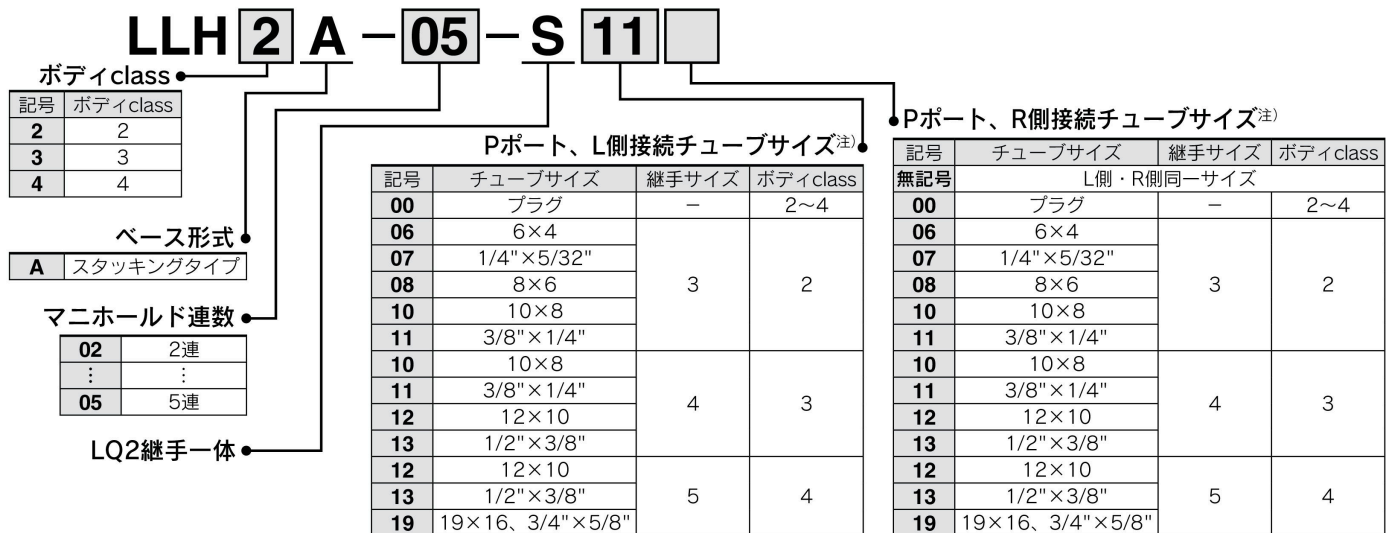 LLH 2 A - 05 - S 11
ボディclass
記号 ボディclass
2 2
3 3
4 4
ベース形式
A スタッキングタイプ
マニホールド連数
02 2連
⋮ ⋮
05 5連
LQ2継手一体
Pポート、L側接続チューブサイズ注)
記号 チューブサイズ 継手サイズ ボディclass
00 プラグ － 2～4
06 6×4
07 1/4"×5/32"
08 8×6 3 2
10 10×8
11 3/8"×1/4"
10 10×8
11 3/8"×1/4"
4 3
12 12×10
13 1/2"×3/8"
12 12×10
13 1/2"×3/8" 5 4
19 19×16、3/4"×5/8"
Pポート、R側接続チューブサイズ注)
記号 チューブサイズ 継手サイズ ボディclass
無記号 L側・R側同一サイズ
00 プラグ － 2～4
06 6×4
07 1/4"×5/32"
08 8×6 3 2
10 10×8
11 3/8"×1/4"
10 10×8
11 3/8"×1/4"
4 3
12 12×10
13 1/2"×3/8"
12 12×10
13 1/2"×3/8" 5 4
19 19×16、3/4"×5/8"